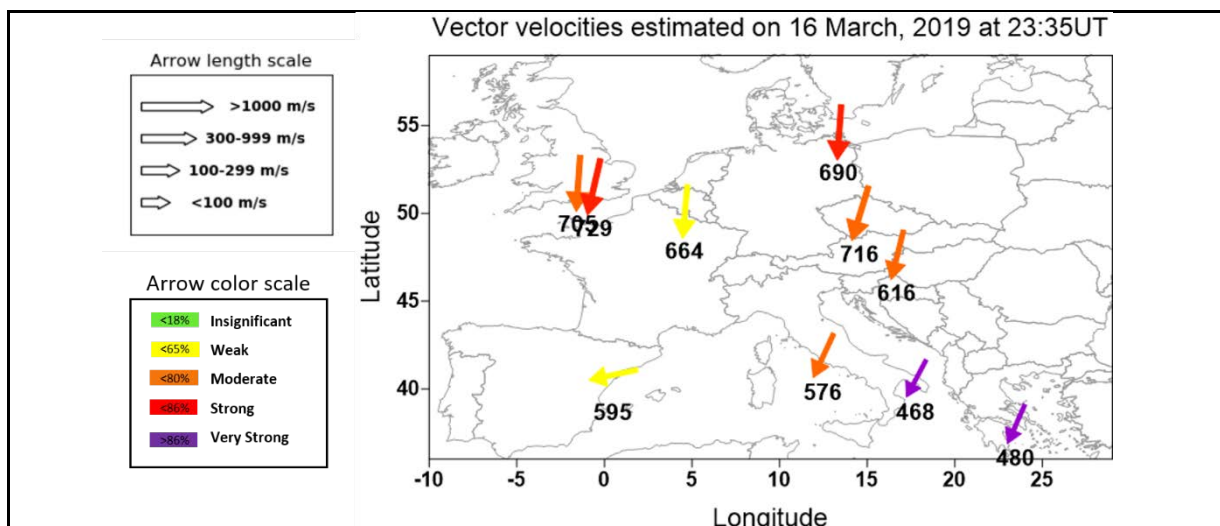 Vector velocities estimated on 16 March, 2019 at 23:35UT
Arrow length scale
>1000 m/s
300-999 m/s
100-299 m/s
<100 m/s
Arrow color scale
<18% Insignificant
<65% Weak
<80% Moderate
<86% Strong
>86% Very Strong
Latitude
55
50
45
40
690
705
729
664
716
616
576
468
595
480
-10 -5 0 5 10 15 20 25
Longitude